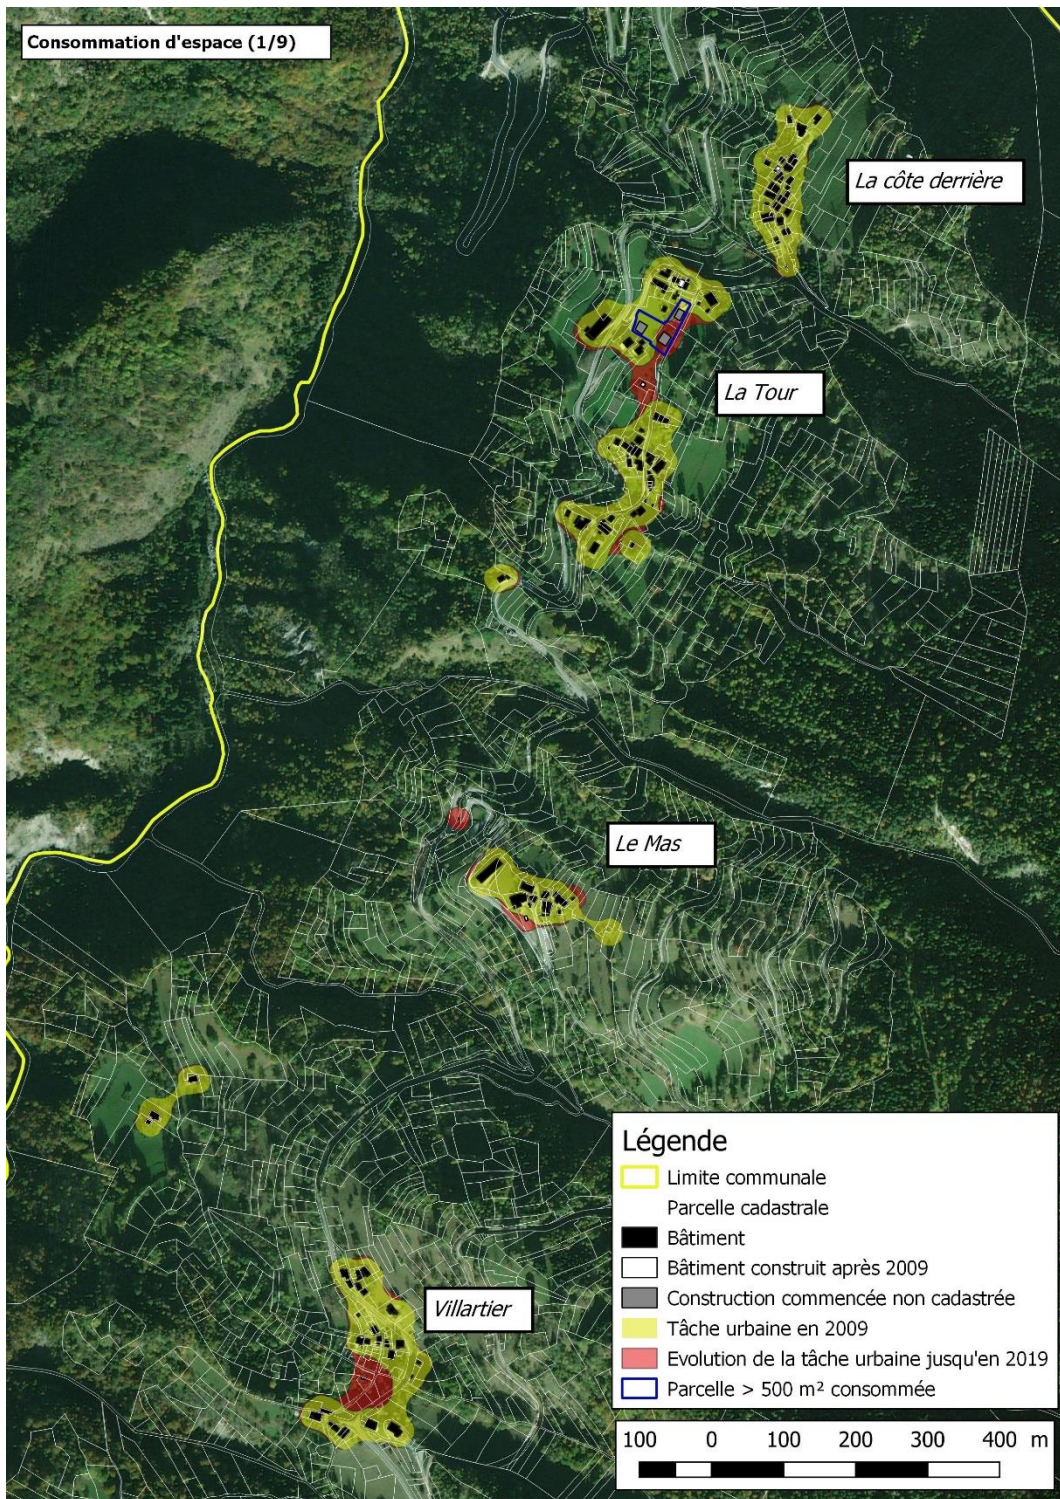 Consommation d'espace (1/9)
La côte derrière
La Tour
Le Mas
Villartier
Légende
Limite communale
Parcelle cadastrale
Bâtiment
Bâtiment construit après 2009
Construction commencée non cadastrée
Tâche urbaine en 2009
Evolution de la tâche urbaine jusqu'en 2019
Parcelle > 500 m² consommée
100 0 100 200 300 400 m